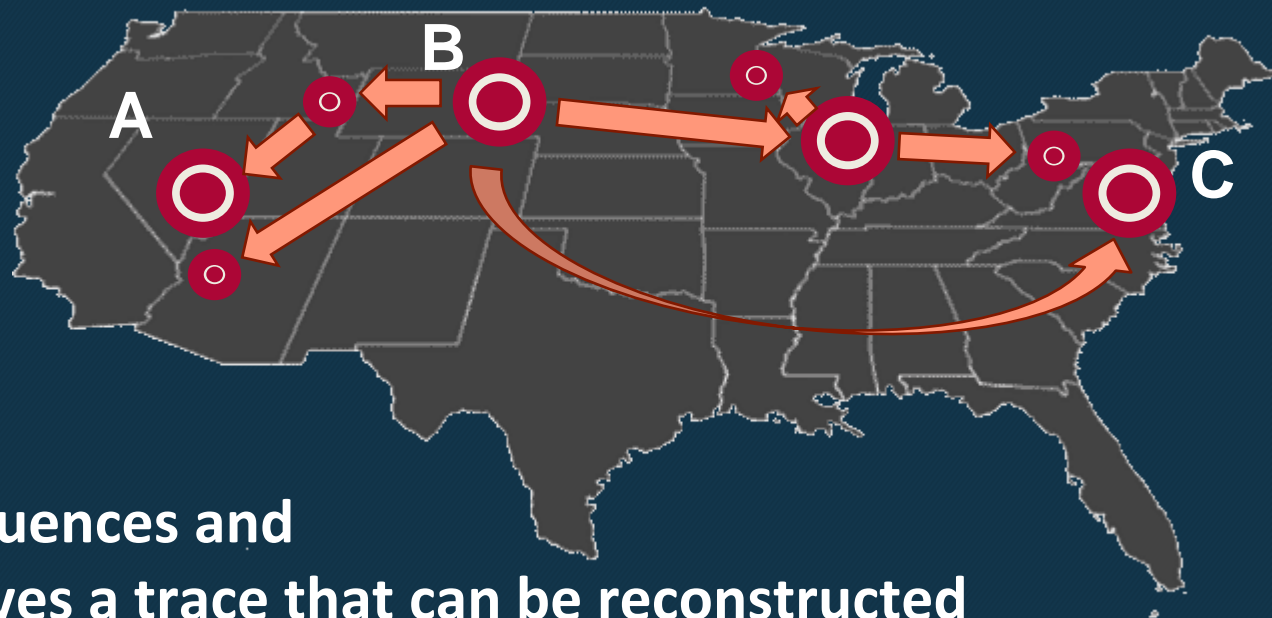 B
A
C
uences and
ves a trace that can be reconstructed